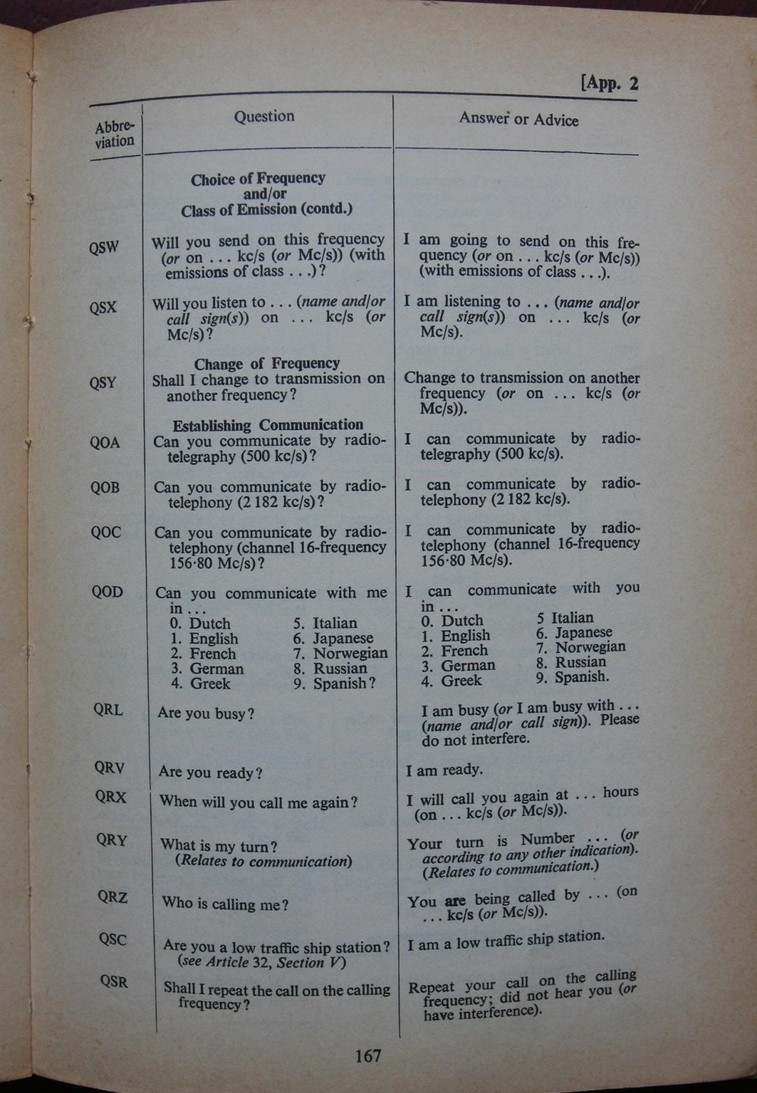 [App. 2
Abbre-
viation
Question
Answer or Advice
Choice of Frequency
and/or
Class of Emission (contd.)
QSW
Will you send on this frequency
(or on ... kc/s (or Mc/s)) (with
emissions of class ...)?
I am going to send on this fre-
quency (or on ... kc/s (or Mc/s))
(with emissions of class ...).
QSX
Will you listen to ... (name and/or
call sign(s)) on ... kc/s (or
Mc/s)?
I am listening to ... (name and/or
call sign(s)) on ... kc/s (or
Mc/s).
Change of Frequency
QSY
Shall I change to transmission on
another frequency?
Change to transmission on another
frequency (or on ... kc/s (or
Mc/s)).
Establishing Communication
QOA
Can you communicate by radio-
telegraphy (500 kc/s)?
I can communicate by radio-
telegraphy (500 kc/s).
QOB
Can you communicate by radio-
telephony (2 182 kc/s)?
I can communicate by radio-
telephony (2 182 kc/s).
QOC
Can you communicate by radio-
telephony (channel 16-frequency
156·80 Mc/s)?
I can communicate by radio-
telephony (channel 16-frequency
156·80 Mc/s).
QOD
Can you communicate with me
in ...
0. Dutch 5. Italian
1. English 6. Japanese
2. French 7. Norwegian
3. German 8. Russian
4. Greek 9. Spanish?
I can communicate with you
in ...
0. Dutch 5 Italian
1. English 6. Japanese
2. French 7. Norwegian
3. German 8. Russian
4. Greek 9. Spanish.
QRL
Are you busy?
I am busy (or I am busy with ...
(name and/or call sign)). Please
do not interfere.
QRV
Are you ready?
I am ready.
QRX
When will you call me again?
I will call you again at ... hours
(on ... kc/s (or Mc/s)).
QRY
What is my turn?
(Relates to communication)
Your turn is Number ... (or
according to any other indication).
(Relates to communication.)
QRZ
Who is calling me?
You are being called by ... (on
... kc/s (or Mc/s)).
QSC
Are you a low traffic ship station?
(see Article 32, Section V)
I am a low traffic ship station.
QSR
Shall I repeat the call on the calling
frequency?
Repeat your call on the calling
frequency; did not hear you (or
have interference).
167